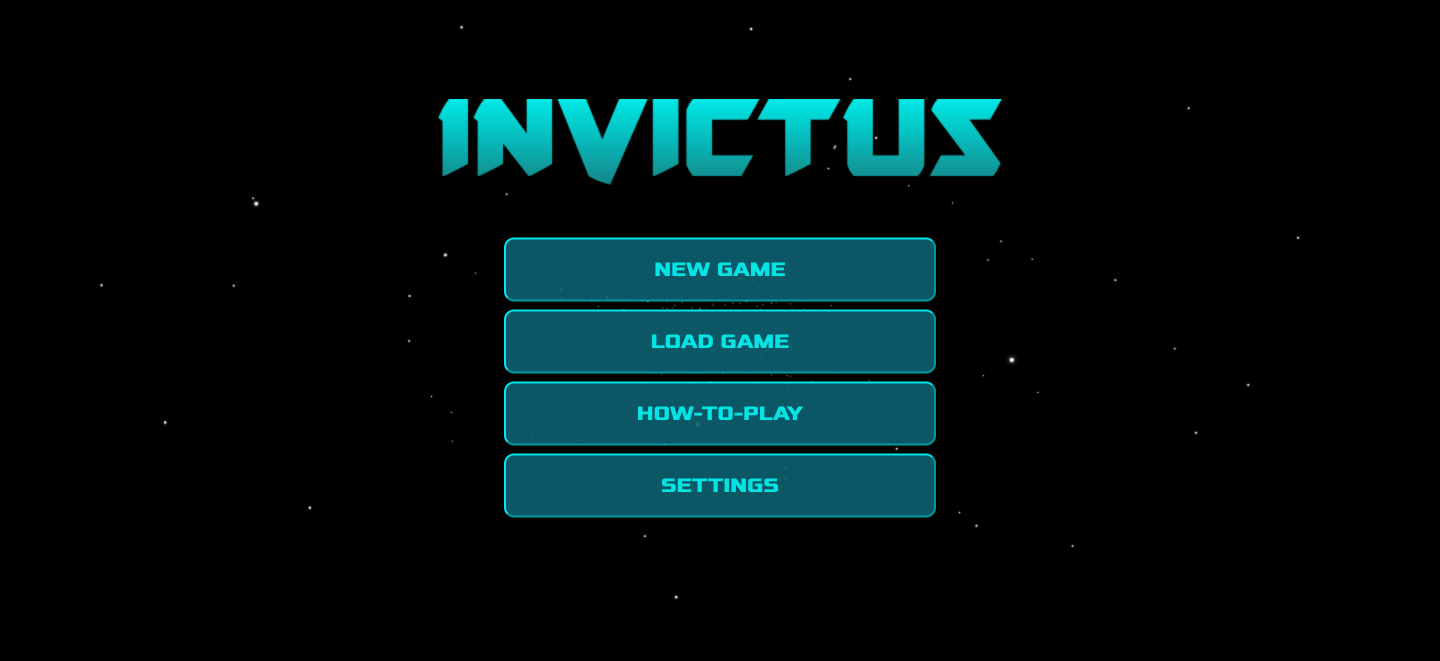 INVICTUS
NEW GAME
LOAD GAME
HOW-TO-PLAY
SETTINGS